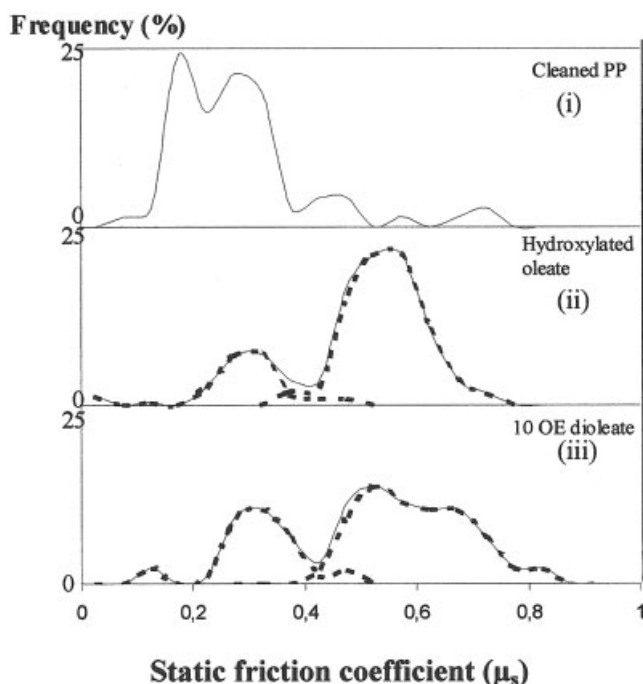 Frequency (%)
25
Cleaned PP
(i)
0
25
Hydroxylated
oleate
(ii)
0
25
10 OE dioleate
(iii)
0
0 0,2 0,4 0,6 0,8 1
Static friction coefficient (μs)